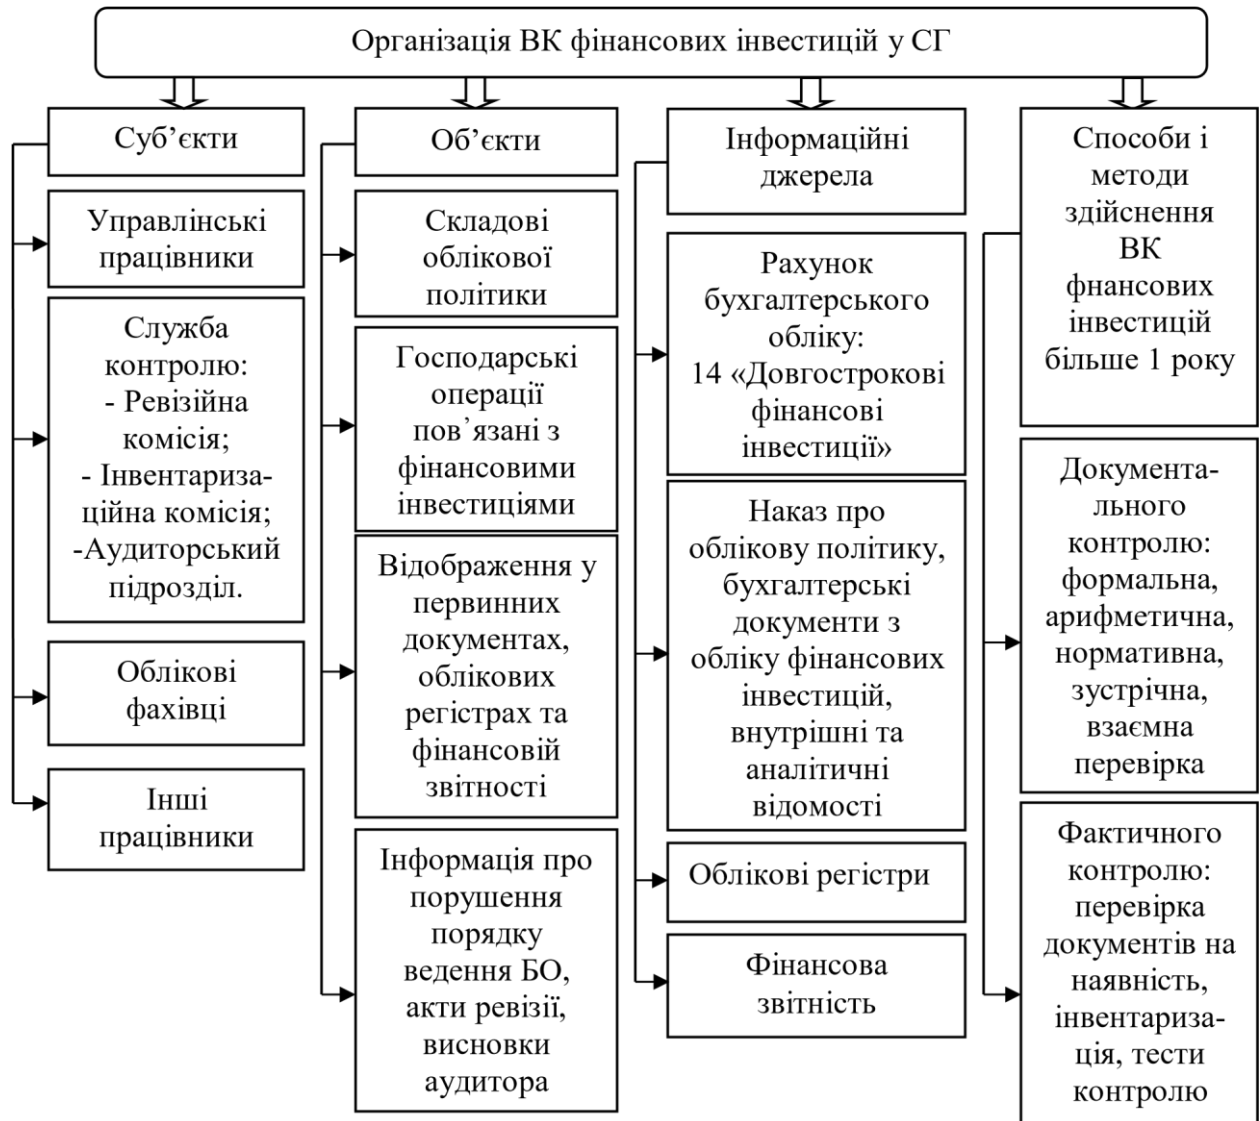 Організація ВК фінансових інвестицій у СГ
Суб’єкти
Управлінські
працівники
Служба
контролю:
- Ревізійна
комісія;
- Інвентариза-
ційна комісія;
-Аудиторський
підрозділ.
Облікові
фахівці
Інші
працівники
Об’єкти
Складові
облікової
політики
Господарські
операції
пов’язані з
фінансовими
інвестиціями
Відображення у
первинних
документах,
облікових
регістрах та
фінансовій
звітності
Інформація про
порушення
порядку
ведення БО,
акти ревізії,
висновки
аудитора
Інформаційні
джерела
Рахунок
бухгалтерського
обліку:
14 «Довгострокові
фінансові
інвестиції»
Наказ про
облікову політику,
бухгалтерські
документи з
обліку фінансових
інвестицій,
внутрішні та
аналітичні
відомості
Облікові регістри
Фінансова
звітність
Способи і
методи
здійснення
ВК
фнансових
інвестицій
більше 1 року
Документа-
льного
контролю:
формальна,
арифметична,
нормативна,
зустрічна,
взаємна
перевірка
Фактичного
контролю:
перевірка
документів на
наявність,
інвентариза-
ція, тести
контролю